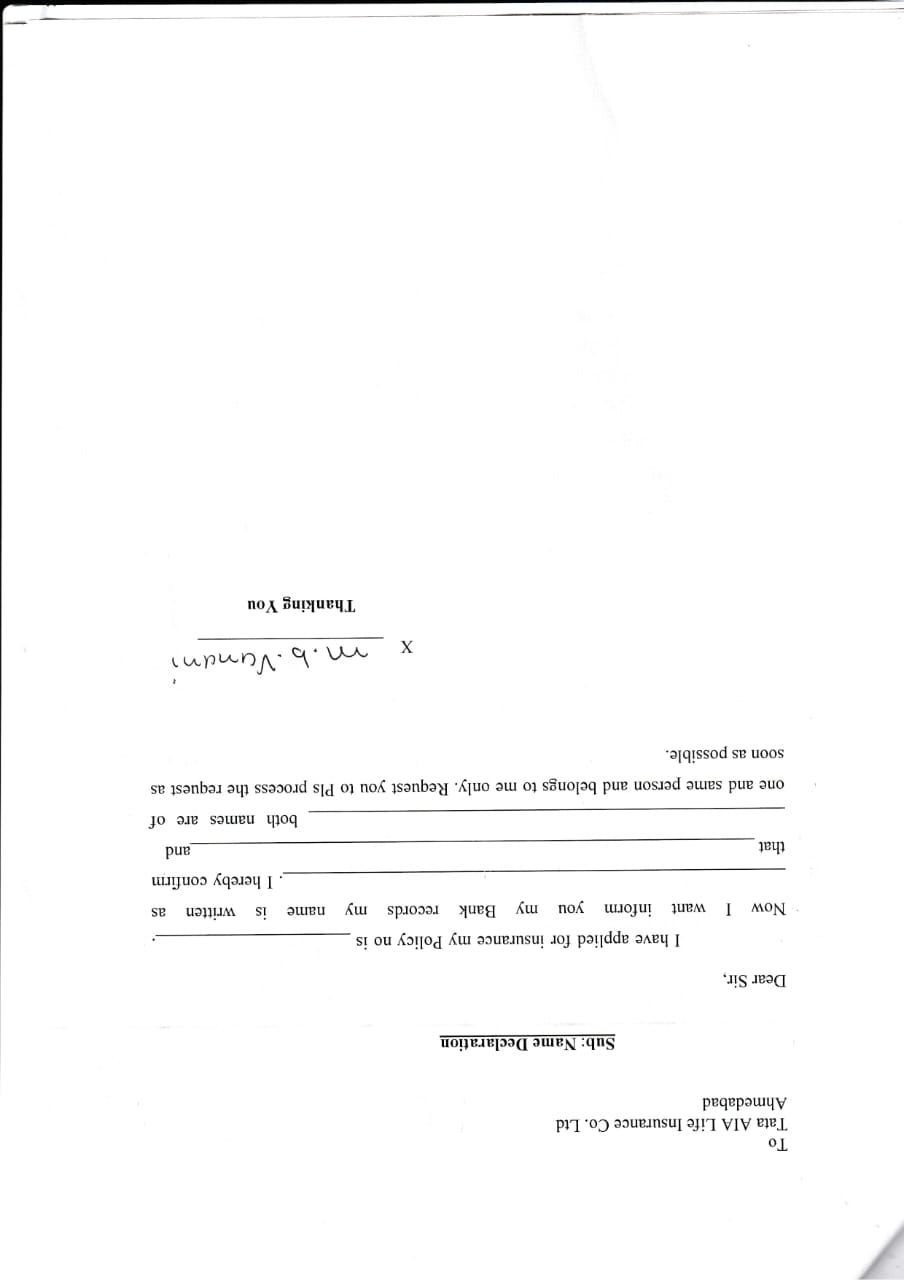 To
Tata AIA Life Insurance Co. Ltd
Ahmedabad
Sub: Name Declaration
Dear Sir,
I have applied for insurance my Policy no is ____________________.
Now I want inform you my Bank records my name is written as
____________________. I hereby confirm
that ____________________and
____________________ both names are of
one and same person and belongs to me only. Request you to Pls process the request as
soon as possible.
X m.b.Vanani
Thanking You